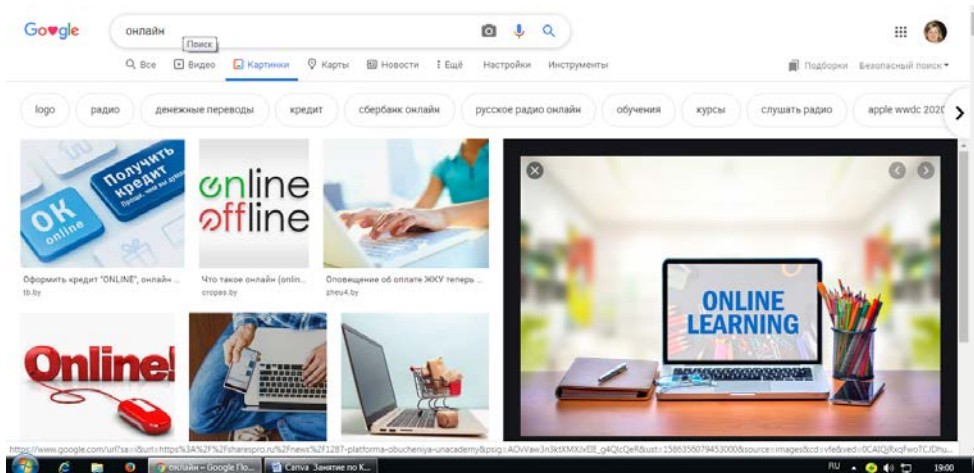 Google
онлайн
Поиск
Все Видео Картинки Карты Новости Ещё Настройки Инструменты
Подборки Безопасный поиск
logo радио денежные переводы кредит сбербанк онлайн русское радио онлайн обучения курсы слушать радио apple wwdc 2020
Получить
кредит
OK
online
online
offline
Оформить кредит "ONLINE", онлайн ...
tb.by
Что такое онлайн (onlin...
Оповещение об оплате ЖКУ теперь ...
zheu4.by
Online!
ONLINE
LEARNING
онлайн – Google По...
Canva Занятие по К...
RU
19:00